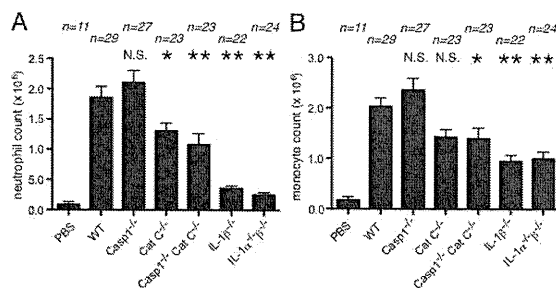 A
n=11 n=27 n=23
n=29 n=23 n=22 n=24
N.S. * ** ** **
neutrophil count (x 10⁶)
2.5
2.0
1.5
1.0
5.0
0.0
PBS
WT
Casp1-/-
Cat C-/-
Casp1-/- Cat C-/-
IL-1β-/-
IL-1α-/-β-/-
B
n=11 n=27 n=23 n=24
n=29 n=23 n=22
N.S. N.S. * ** **
monocyte count (x 10⁶)
3.0
2.0
1.0
0.0
PBS
WT
Casp1-/-
Cat C-/-
Casp1-/- Cat C-/-
IL-1β-/-
IL-1α-/-β-/-